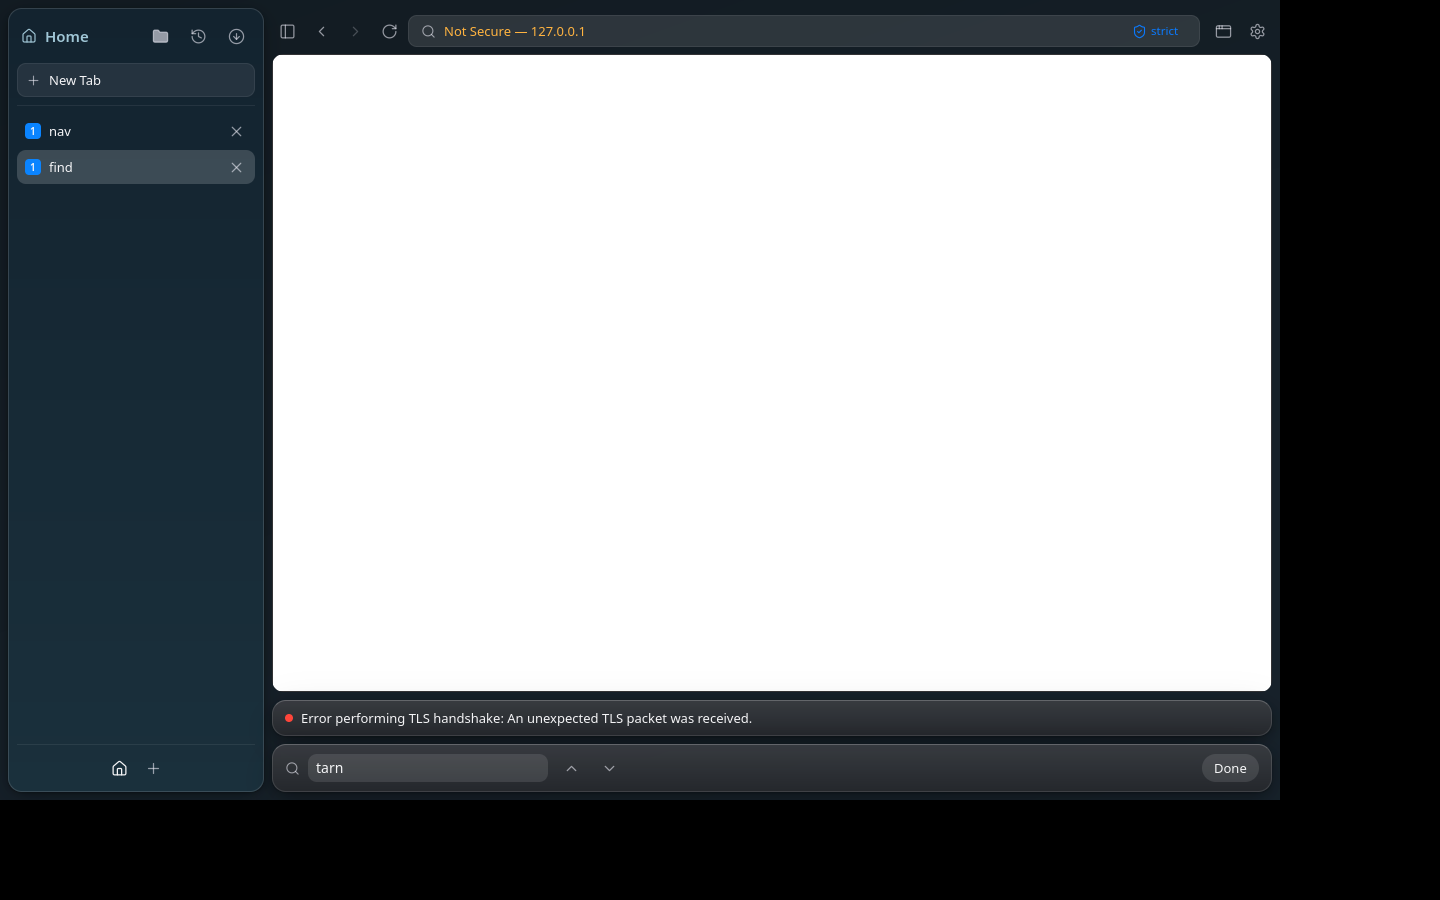 Home
New Tab
1 nav
1 find
Not Secure — 127.0.0.1
strict
Error performing TLS handshake: An unexpected TLS packet was received.
tarn
Done